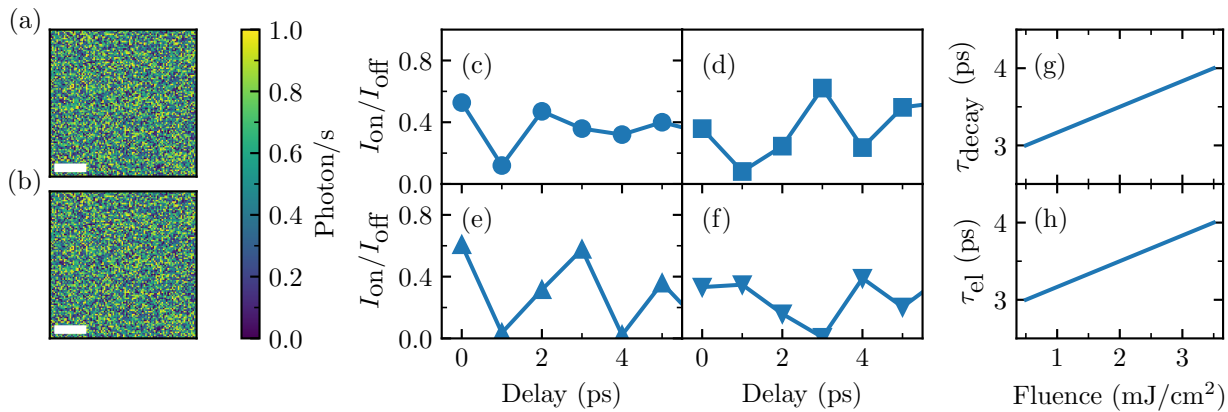 (a)
(b)
1.0
0.8
0.6
0.4
0.2
0.0
Photon/s
I_on/I_off
0.8
0.4
0.0
(c)
(d)
I_on/I_off
0.8
0.4
0.0
(e)
(f)
0 2 4
0 2 4
Delay (ps)
Delay (ps)
τ_decay (ps)
4
3
(g)
τ_el (ps)
4
3
(h)
1 2 3
Fluence (mJ/cm²)